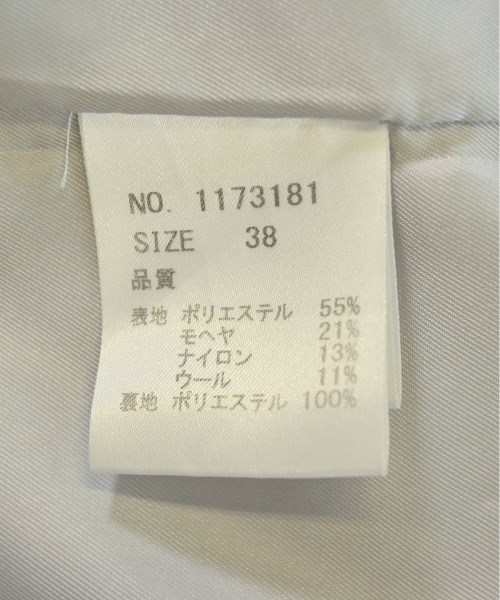 NO. 1173181
SIZE 38
品質
表地 ポリエステル 55%
モヘヤ 21%
ナイロン 13%
ウール 11%
裏地 ポリエステル 100%